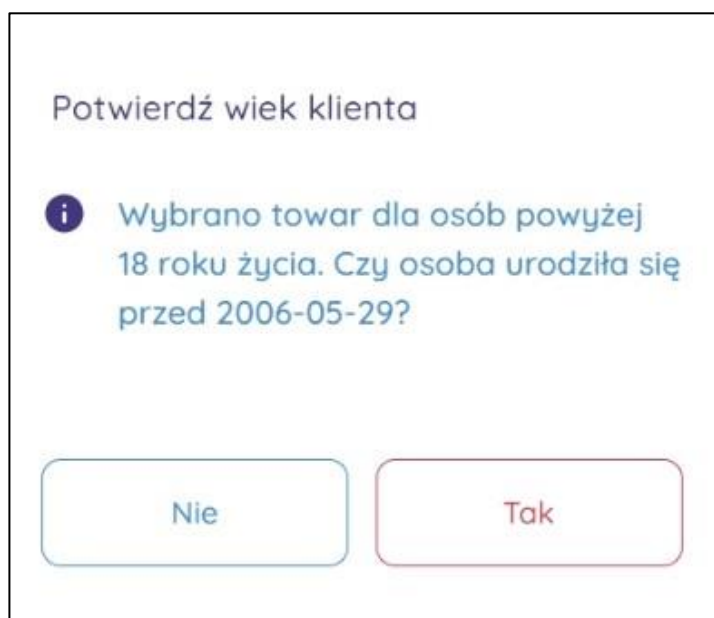 Potwierdź wiek klienta
Wybrano towar dla osób powyżej
18 roku życia. Czy osoba urodziła się
przed 2006-05-29?
Nie
Tak